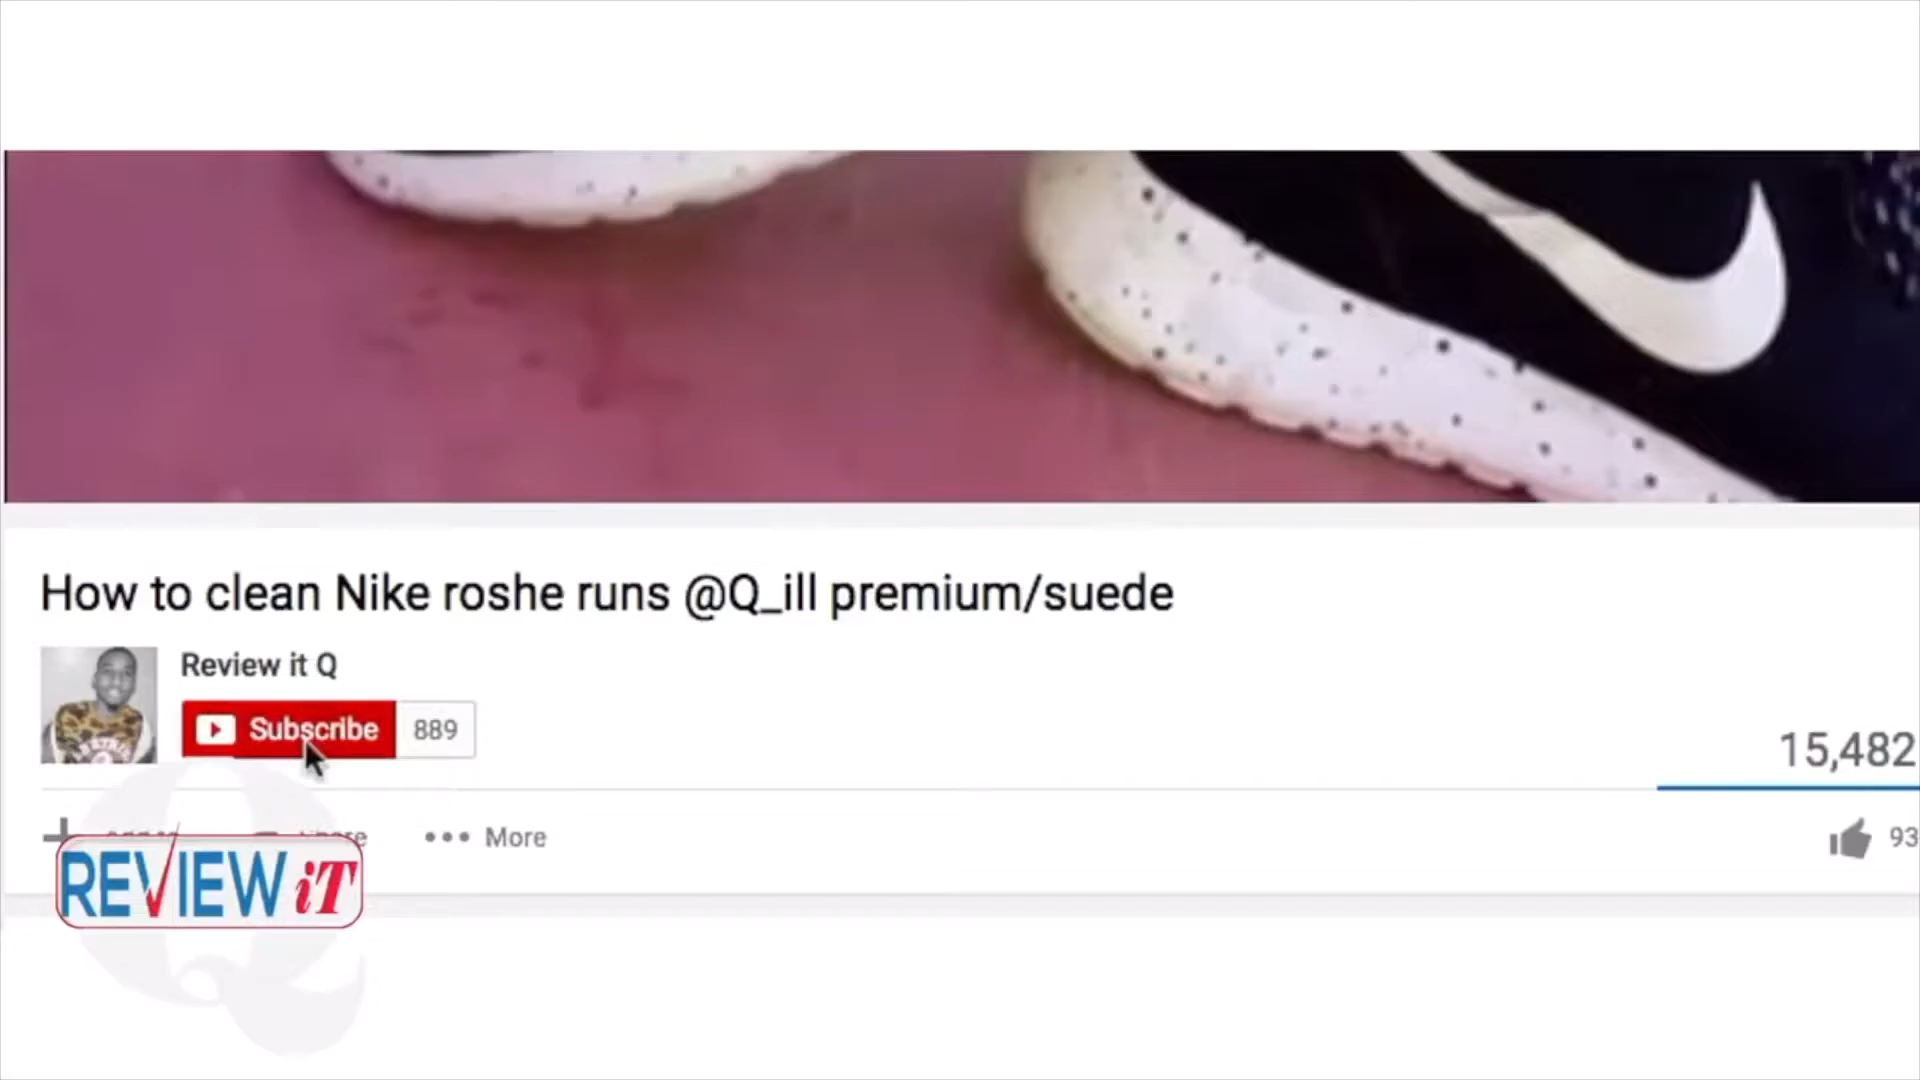 How to clean Nike roshe runs @Q_ill premium/suede
Review it Q
Subscribe 889
15,482
More
93
REVIEW iT
Q